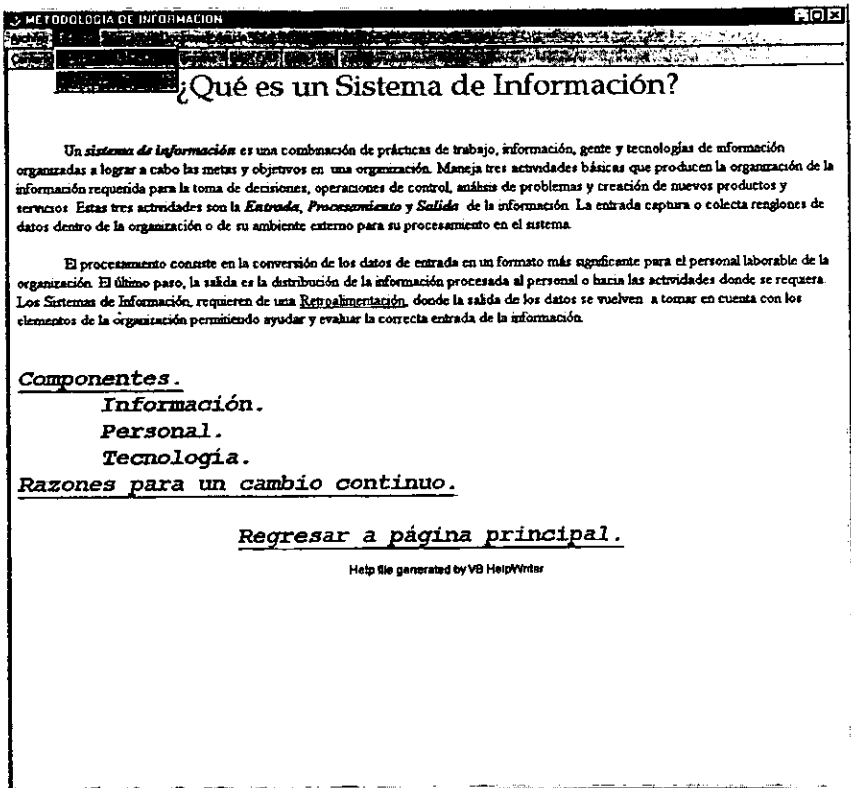 METODOLOGIA DE INFORMACION
¿Qué es un Sistema de Información?
Un sistema de información es una combinación de prácticas de trabajo, información, gente y tecnologías de información
organizadas a lograr a cabo las metas y objetivos en una organización. Maneja tres actividades básicas que producen la organización de la
información requerida para la toma de decisiones, operaciones de control, análisis de problemas y creación de nuevos productos y
servicios. Estas tres actividades son la Entrada, Procesamiento y Salida de la información. La entrada captura o colecta renglones de
datos dentro de la organización o de su ambiente externo para su procesamiento en el sistema.
El procesamiento consiste en la conversión de los datos de entrada en un formato más significante para el personal laborable de la
organización. El último paso, la salida es la distribución de la información procesada al personal o hacia las actividades donde se requiera.
Los Sistemas de Información, requieren de una Retroalimentación, donde la salida de los datos se vuelven a tomar en cuenta con los
elementos de la organización permitiendo ayudar y evaluar la correcta entrada de la información.
Componentes.
Información.
Personal.
Tecnología.
Razones para un cambio continuo.
Regresar a página principal.
Help file generated by VB HelpWriter